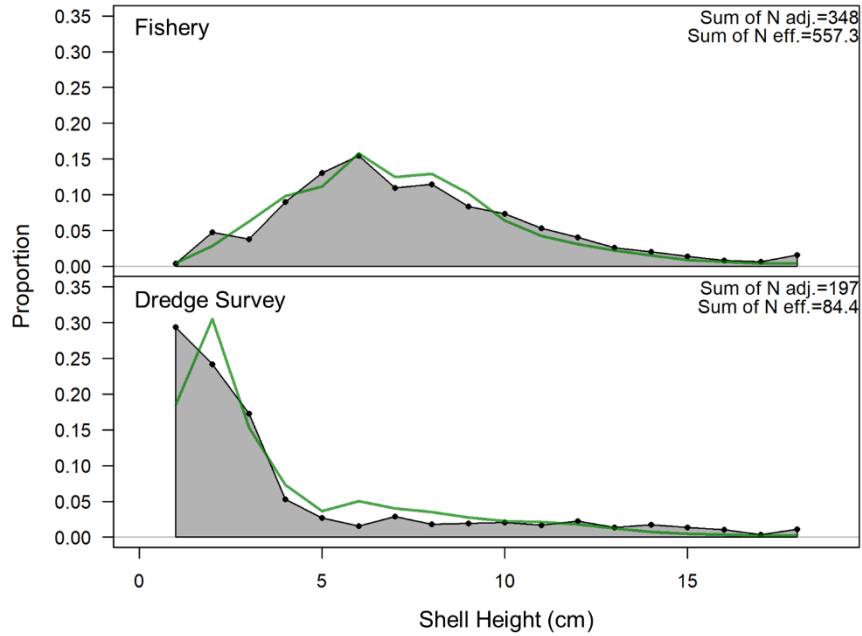 Fishery
Sum of N adj.=348
Sum of N eff.=557.3
0.35
0.30
0.25
0.20
0.15
0.10
0.05
0.00
Proportion
Dredge Survey
Sum of N adj.=197
Sum of N eff.=84.4
0.35
0.30
0.25
0.20
0.15
0.10
0.05
0.00
0 5 10 15
Shell Height (cm)